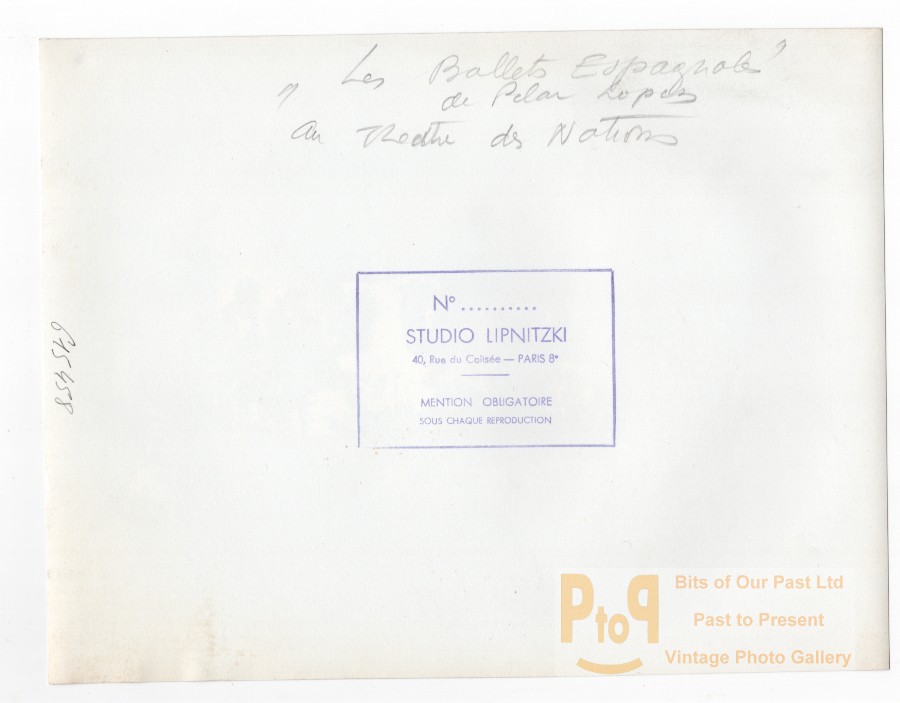 " Les Ballets Espagnols "
de Pilar Lopez
au Théâtre des Nations
N° ..........
STUDIO LIPNITZKI
40, Rue du Colisée — PARIS 8e
MENTION OBLIGATOIRE
SOUS CHAQUE REPRODUCTION
PtoP
Bits of Our Past Ltd
Past to Present
Vintage Photo Gallery